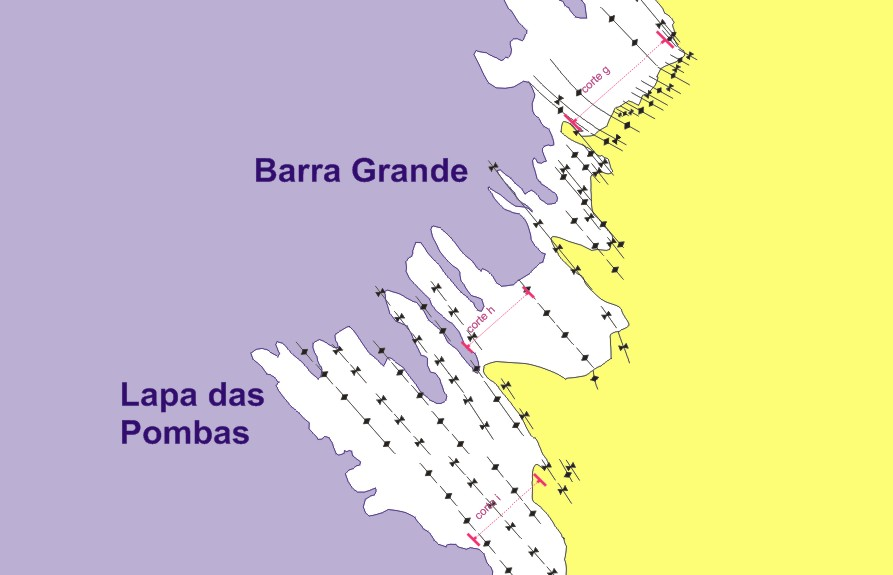 corte g
Barra Grande
corte h
Lapa das
Pombas
corte i